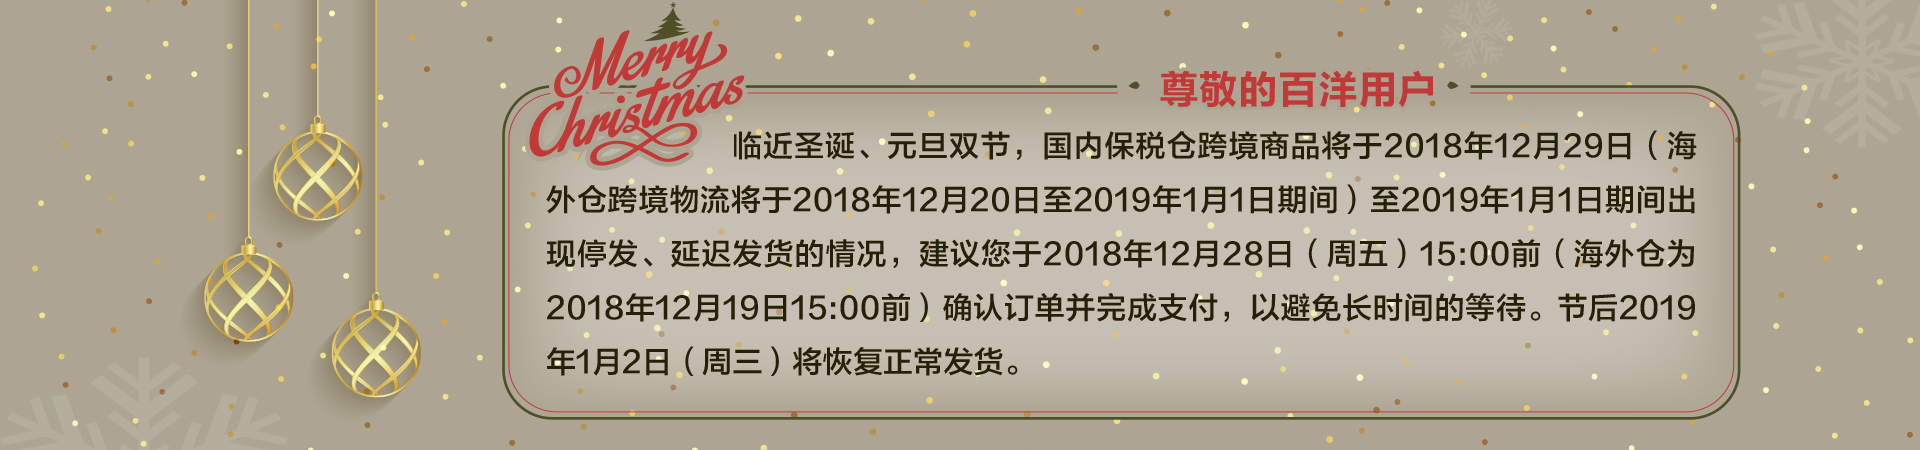 Merry
Christmas
尊敬的百洋用户
临近圣诞、元旦双节，国内保税仓跨境商品将于2018年12月29日（海
外仓跨境物流将于2018年12月20日至2019年1月1日期间）至2019年1月1日期间出
现停发、延迟发货的情况，建议您于2018年12月28日（周五）15:00前（海外仓为
2018年12月19日15:00前）确认订单并完成支付，以避免长时间的等待。节后2019
年1月2日（周三）将恢复正常发货。